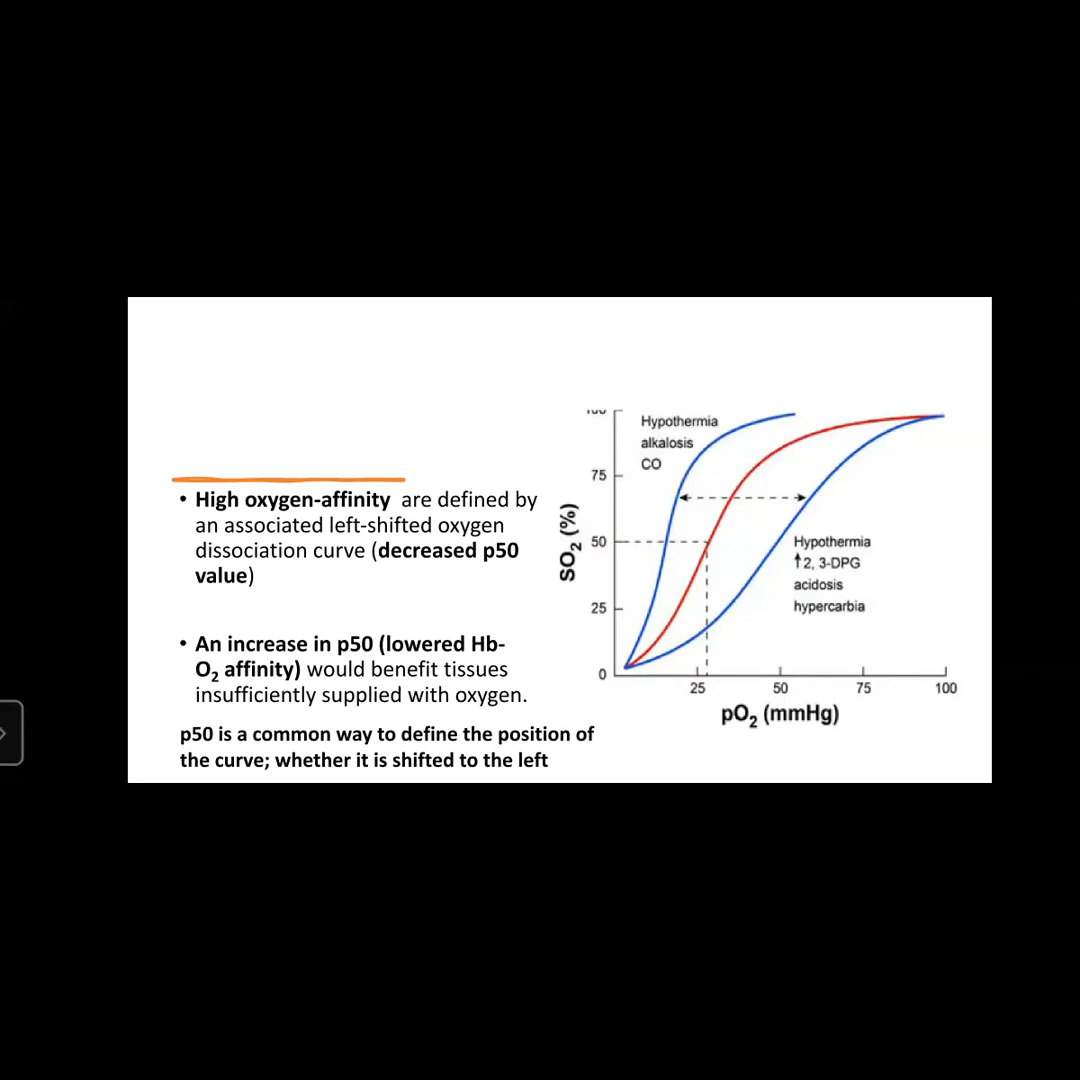 • High oxygen-affinity are defined by
an associated left-shifted oxygen
dissociation curve (decreased p50
value)
• An increase in p50 (lowered Hb-
O₂ affinity) would benefit tissues
insufficiently supplied with oxygen.
p50 is a common way to define the position of
the curve; whether it is shifted to the left
Hypothermia
alkalosis
CO
75
50
25
0
SO₂ (%)
Hypothermia
↑2, 3-DPG
acidosis
hypercarbia
25 50 75 100
pO₂ (mmHg)